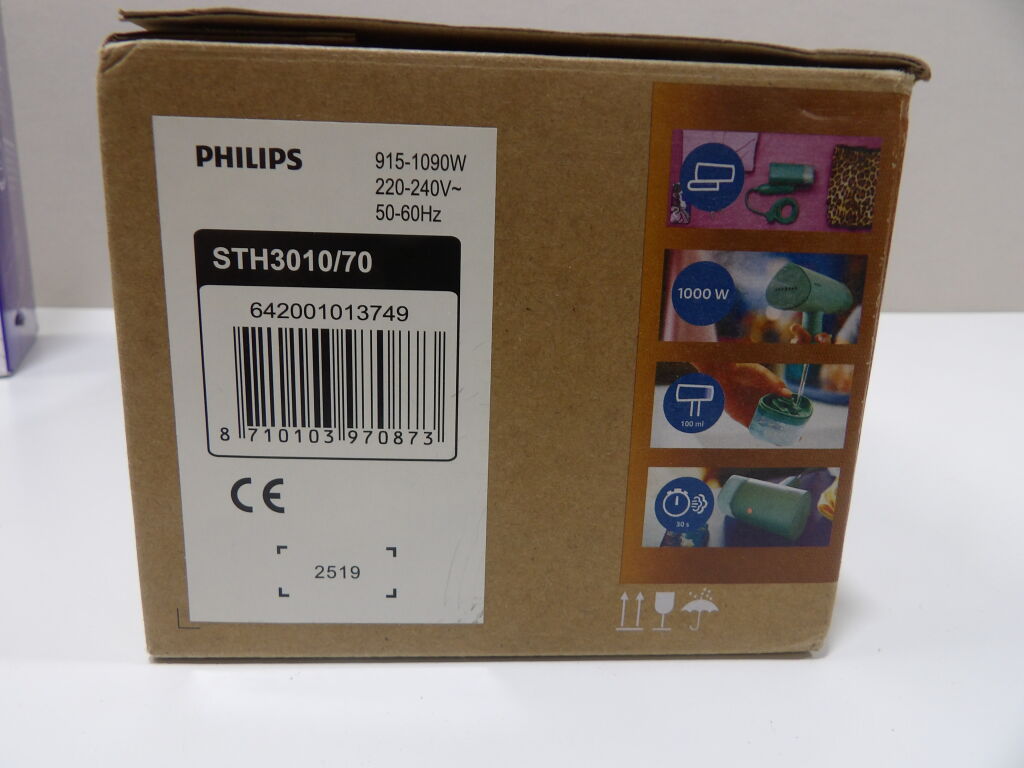 PHILIPS
915-1090W
220-240V~
50-60Hz
STH3010/70
642001013749
8 710103 970873
CE
2519
1000 W
100 ml
30 s